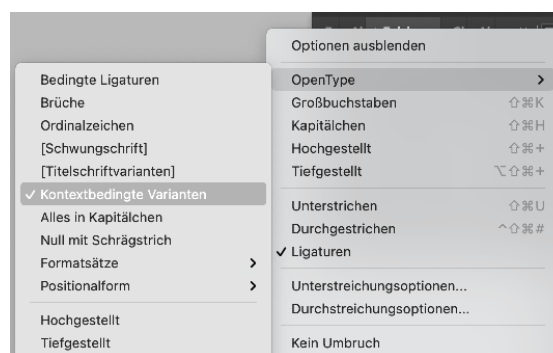 Optionen ausblenden
OpenType
Großbuchstaben ⇧⌘K
Kapitälchen ⇧⌘H
Hochgestellt ⇧⌘+
Tiefgestellt ⌥⇧⌘+
Unterstrichen ⇧⌘U
Durchgestrichen ^⇧⌘#
✓ Ligaturen
Unterstreichungsoptionen...
Durchstreichungsoptionen...
Kein Umbruch
Bedingte Ligaturen
Brüche
Ordinalzeichen
[Schwungschrift]
[Titelschriftvarianten]
✓ Kontextbedingte Varianten
Alles in Kapitälchen
Null mit Schrägstrich
Formatsätze
Positionalform
Hochgestellt
Tiefgestellt